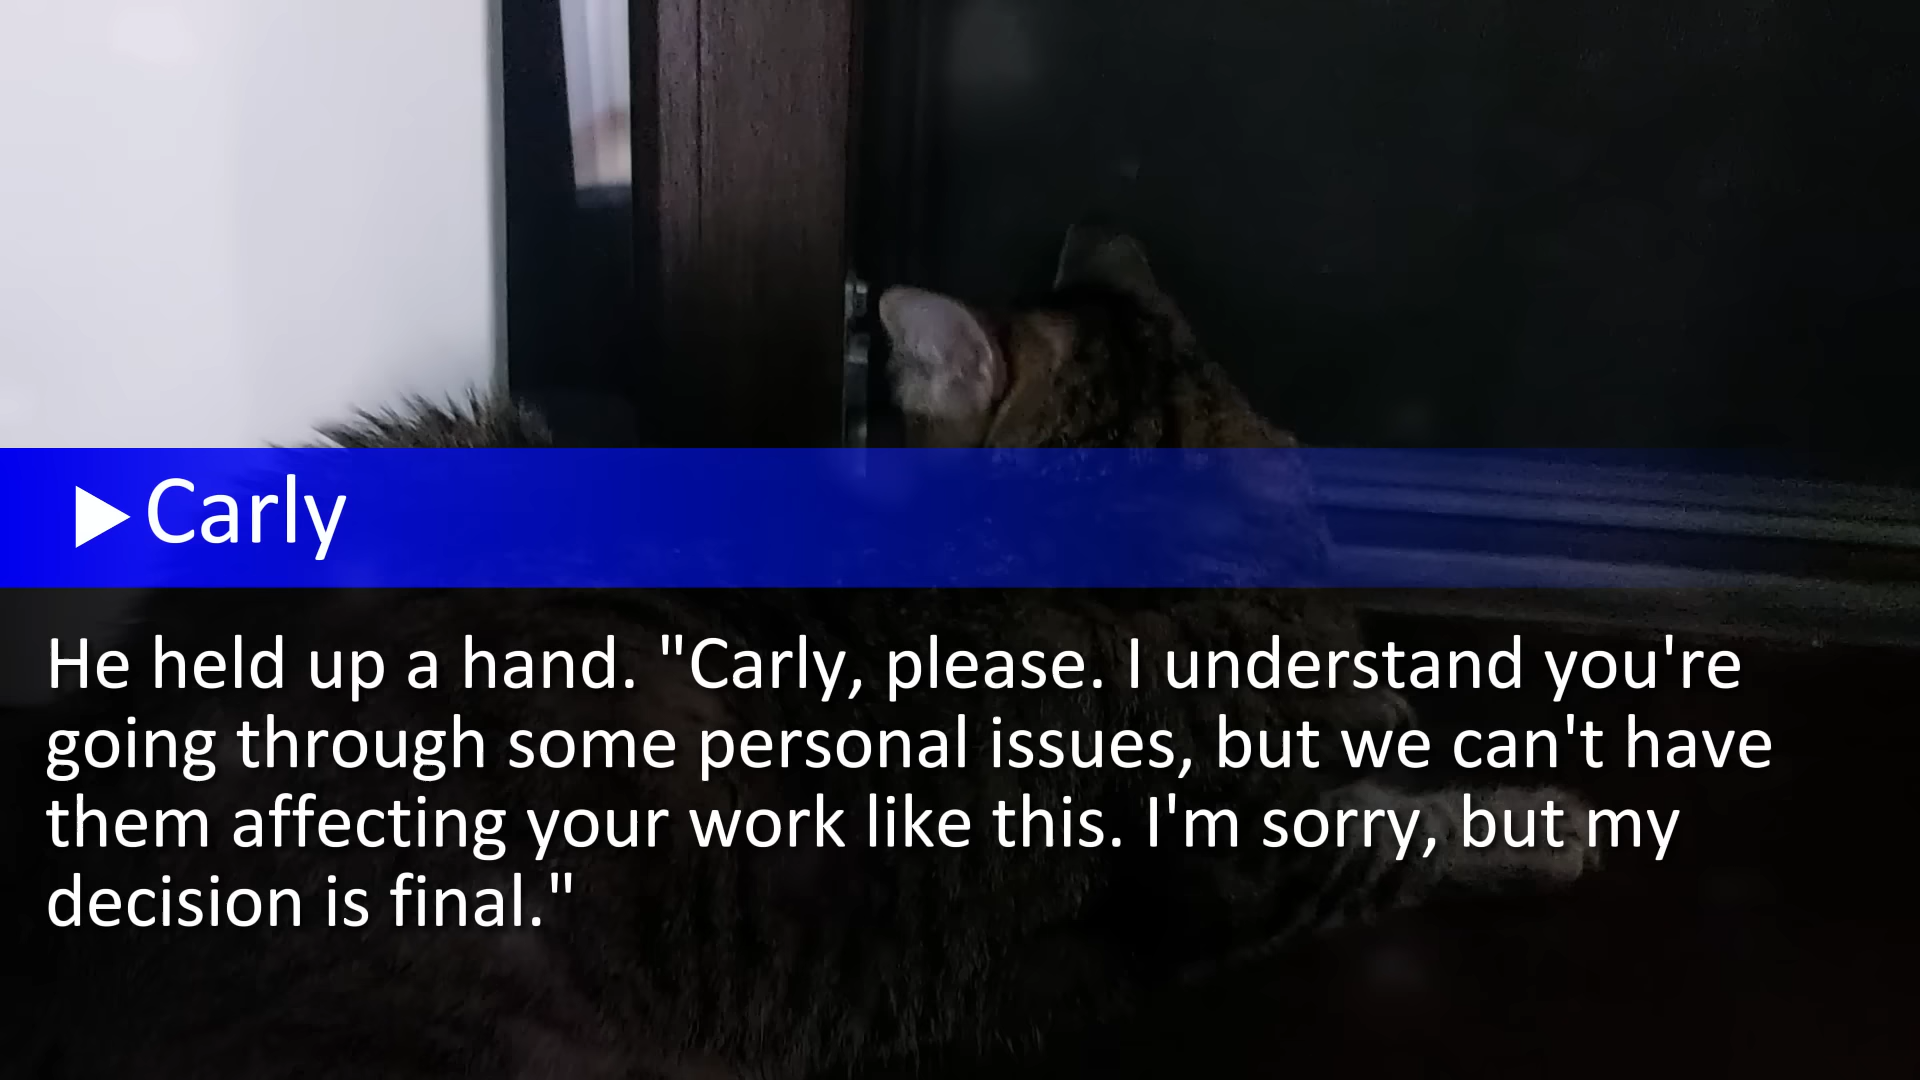 Carly
He held up a hand. "Carly, please. I understand you're
going through some personal issues, but we can't have
them affecting your work like this. I'm sorry, but my
decision is final."